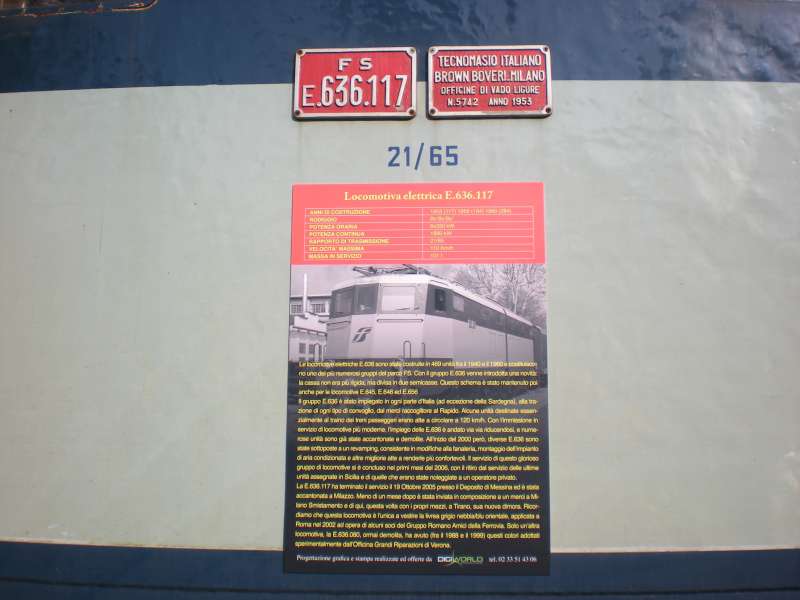 F S
E.636.117
TECNOMASIO ITALIANO
BROWN BOVERI.MILANO
OFFICINE DI VADO LIGURE
N.5742 ANNO 1953
21/65
Locomotiva elettrica E.636.117
ANNI DI COSTRUZIONE
RODIGGIO
POTENZA ORARIA
POTENZA CONTINUA
RAPPORTO DI TRASMISSIONE 21/65
VELOCITA' MASSIMA
MASSA IN SERVIZIO 101 t
Le locomotive elettriche E.636 sono state costruite in 469 unità fra il 1940 e il 1960 e costituisco-
no uno dei più numerosi gruppi del parco FS. Con il gruppo E.636 venne introdotta una novità:
la cassa non era più rigida, ma divisa in due semicasse. Questo schema è stato mantenuto poi
anche per le locomotive E.645, E.646 ed E.656
Il gruppo E.636 è stato impiegato in ogni parte d'Italia (ad eccezione della Sardegna), alla tra-
zione di ogni tipo di convoglio, dal merci raccoglitore al Rapido. Alcune unità destinate essen-
zialmente al traino dei treni passeggeri erano atte a circolare a 120 km/h. Con l'immissione in
servizio di locomotive più moderne, l'impiego delle E.636 è andato via via riducendosi, e nume-
rose unità sono già state accantonate e demolite. All'inizio del 2000 però, diverse E.636 sono
state sottoposte a un revamping, consistente in modifiche alla fanaleria, montaggio dell'impianto
di aria condizionata e altre migliorie atte a renderle più confortevoli. Il servizio di questo glorioso
gruppo di locomotive si è concluso nei primi mesi del 2006, con il ritiro dal servizio delle ultime
unità assegnate in Sicilia e di quelle che erano state noleggiate a un operatore privato.
La E.636.117 ha terminato il servizio il 19 Ottobre 2005 presso il Deposito di Messina ed è stata
accantonata a Milazzo. Meno di un mese dopo è stata inviata in composizione a un merci a Mi-
lano Smistamento e di qui, questa volta con i propri mezzi, a Tirano, sua nuova dimora. Ricor-
diamo che questa locomotiva è l'unica a vestire la livrea grigio nebbia/blu orientale, applicata a
Roma nel 2002 ad opera di alcuni soci del Gruppo Romano Amici della Ferrovia. Solo un'altra
locomotiva, la E.636.080, ormai demolita, ha avuto (fra il 1988 e il 1999) questi colori adottati
sperimentalmente dall'Officina Grandi Riparazioni di Verona.
Progettazione grafica e stampa realizzate ed offerte da DIGIWORLD tel. 02 33 51 43 06